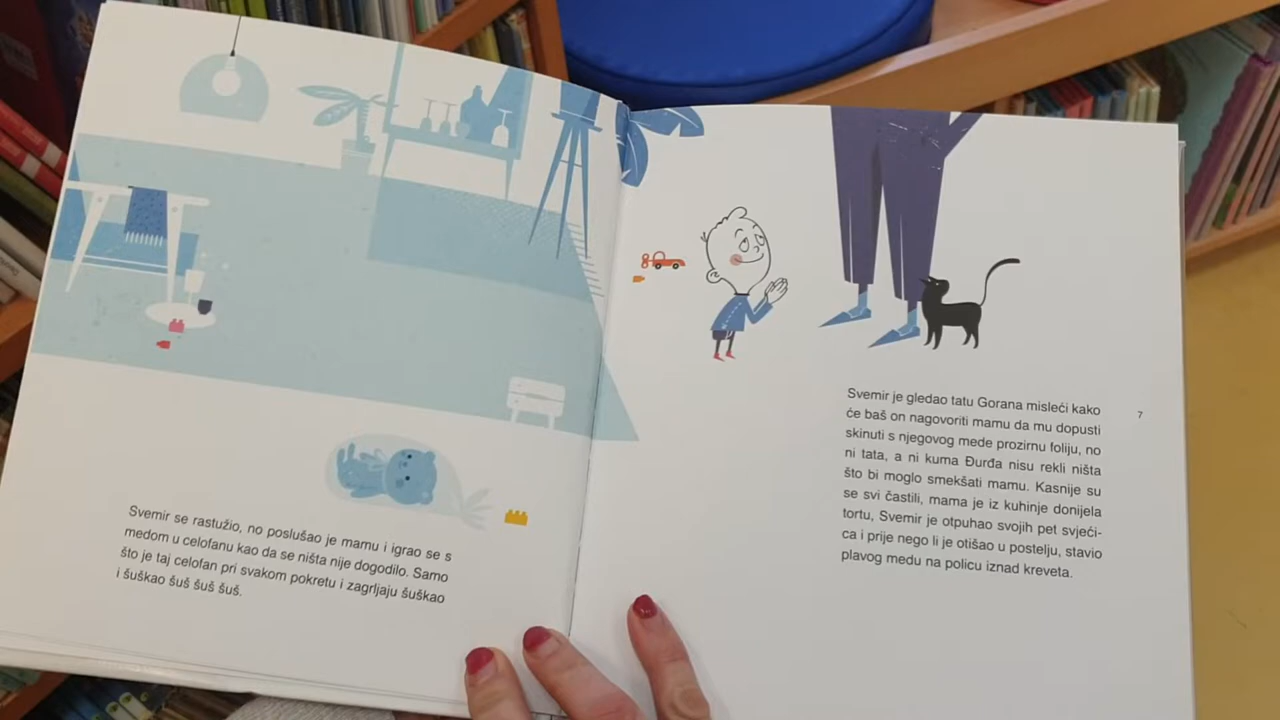 Svemir se rastužio, no poslušao je mamu i igrao se s
medom u celofanu kao da se ništa nije dogodilo. Samo
što je taj celofan pri svakom pokretu i zagrljaju šuškao
i šuškao šuš šuš šuš.
Svemir je gledao tatu Gorana misleći kako
će baš on nagovoriti mamu da mu dopusti
skinuti s njegovog mede prozirnu foliju, no
ni tata, a ni kuma Đurđa nisu rekli ništa
što bi moglo smekšati mamu. Kasnije su
se svi častili, mama je iz kuhinje donijela
tortu, Svemir je otpuhao svojih pet svjeći-
ca i prije nego li je otišao u postelju, stavio
plavog medu na policu iznad kreveta.
7